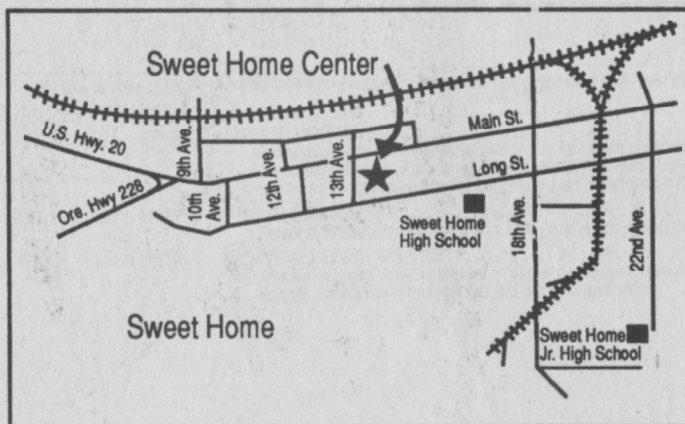 Sweet Home Center
U.S. Hwy. 20
Ore. Hwy 228
9th Ave.
10th
Ave.
12th Ave.
13th Ave.
Main St.
Long St.
Sweet Home
High School
18th Ave.
22nd Ave.
Sweet Home
Sweet Home
Jr. High School